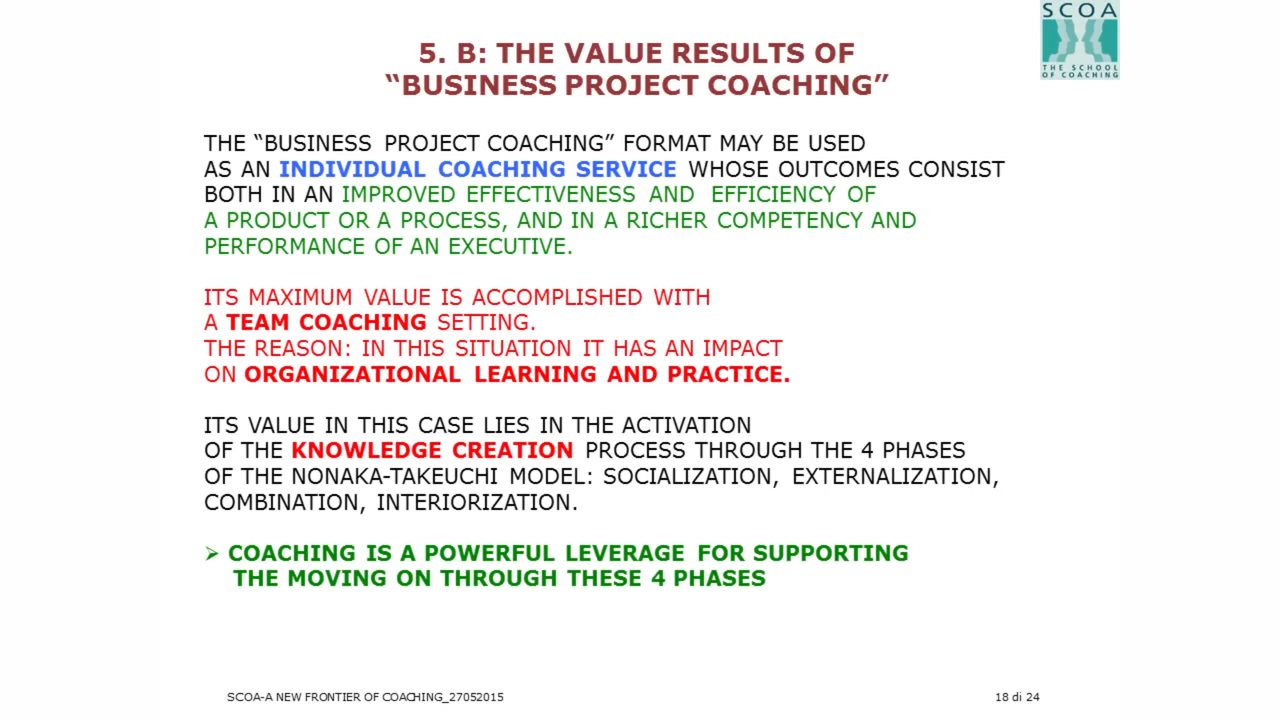 SCOA
THE SCHOOL
OF COACHING
5. B: THE VALUE RESULTS OF
“BUSINESS PROJECT COACHING”
THE “BUSINESS PROJECT COACHING” FORMAT MAY BE USED
AS AN INDIVIDUAL COACHING SERVICE WHOSE OUTCOMES CONSIST
BOTH IN AN IMPROVED EFFECTIVENESS AND EFFICIENCY OF
A PRODUCT OR A PROCESS, AND IN A RICHER COMPETENCY AND
PERFORMANCE OF AN EXECUTIVE.
ITS MAXIMUM VALUE IS ACCOMPLISHED WITH
A TEAM COACHING SETTING.
THE REASON: IN THIS SITUATION IT HAS AN IMPACT
ON ORGANIZATIONAL LEARNING AND PRACTICE.
ITS VALUE IN THIS CASE LIES IN THE ACTIVATION
OF THE KNOWLEDGE CREATION PROCESS THROUGH THE 4 PHASES
OF THE NONAKA-TAKEUCHI MODEL: SOCIALIZATION, EXTERNALIZATION,
COMBINATION, INTERIORIZATION.
➢ COACHING IS A POWERFUL LEVERAGE FOR SUPPORTING
THE MOVING ON THROUGH THESE 4 PHASES
SCOA-A NEW FRONTIER OF COACHING_27052015
18 di 24